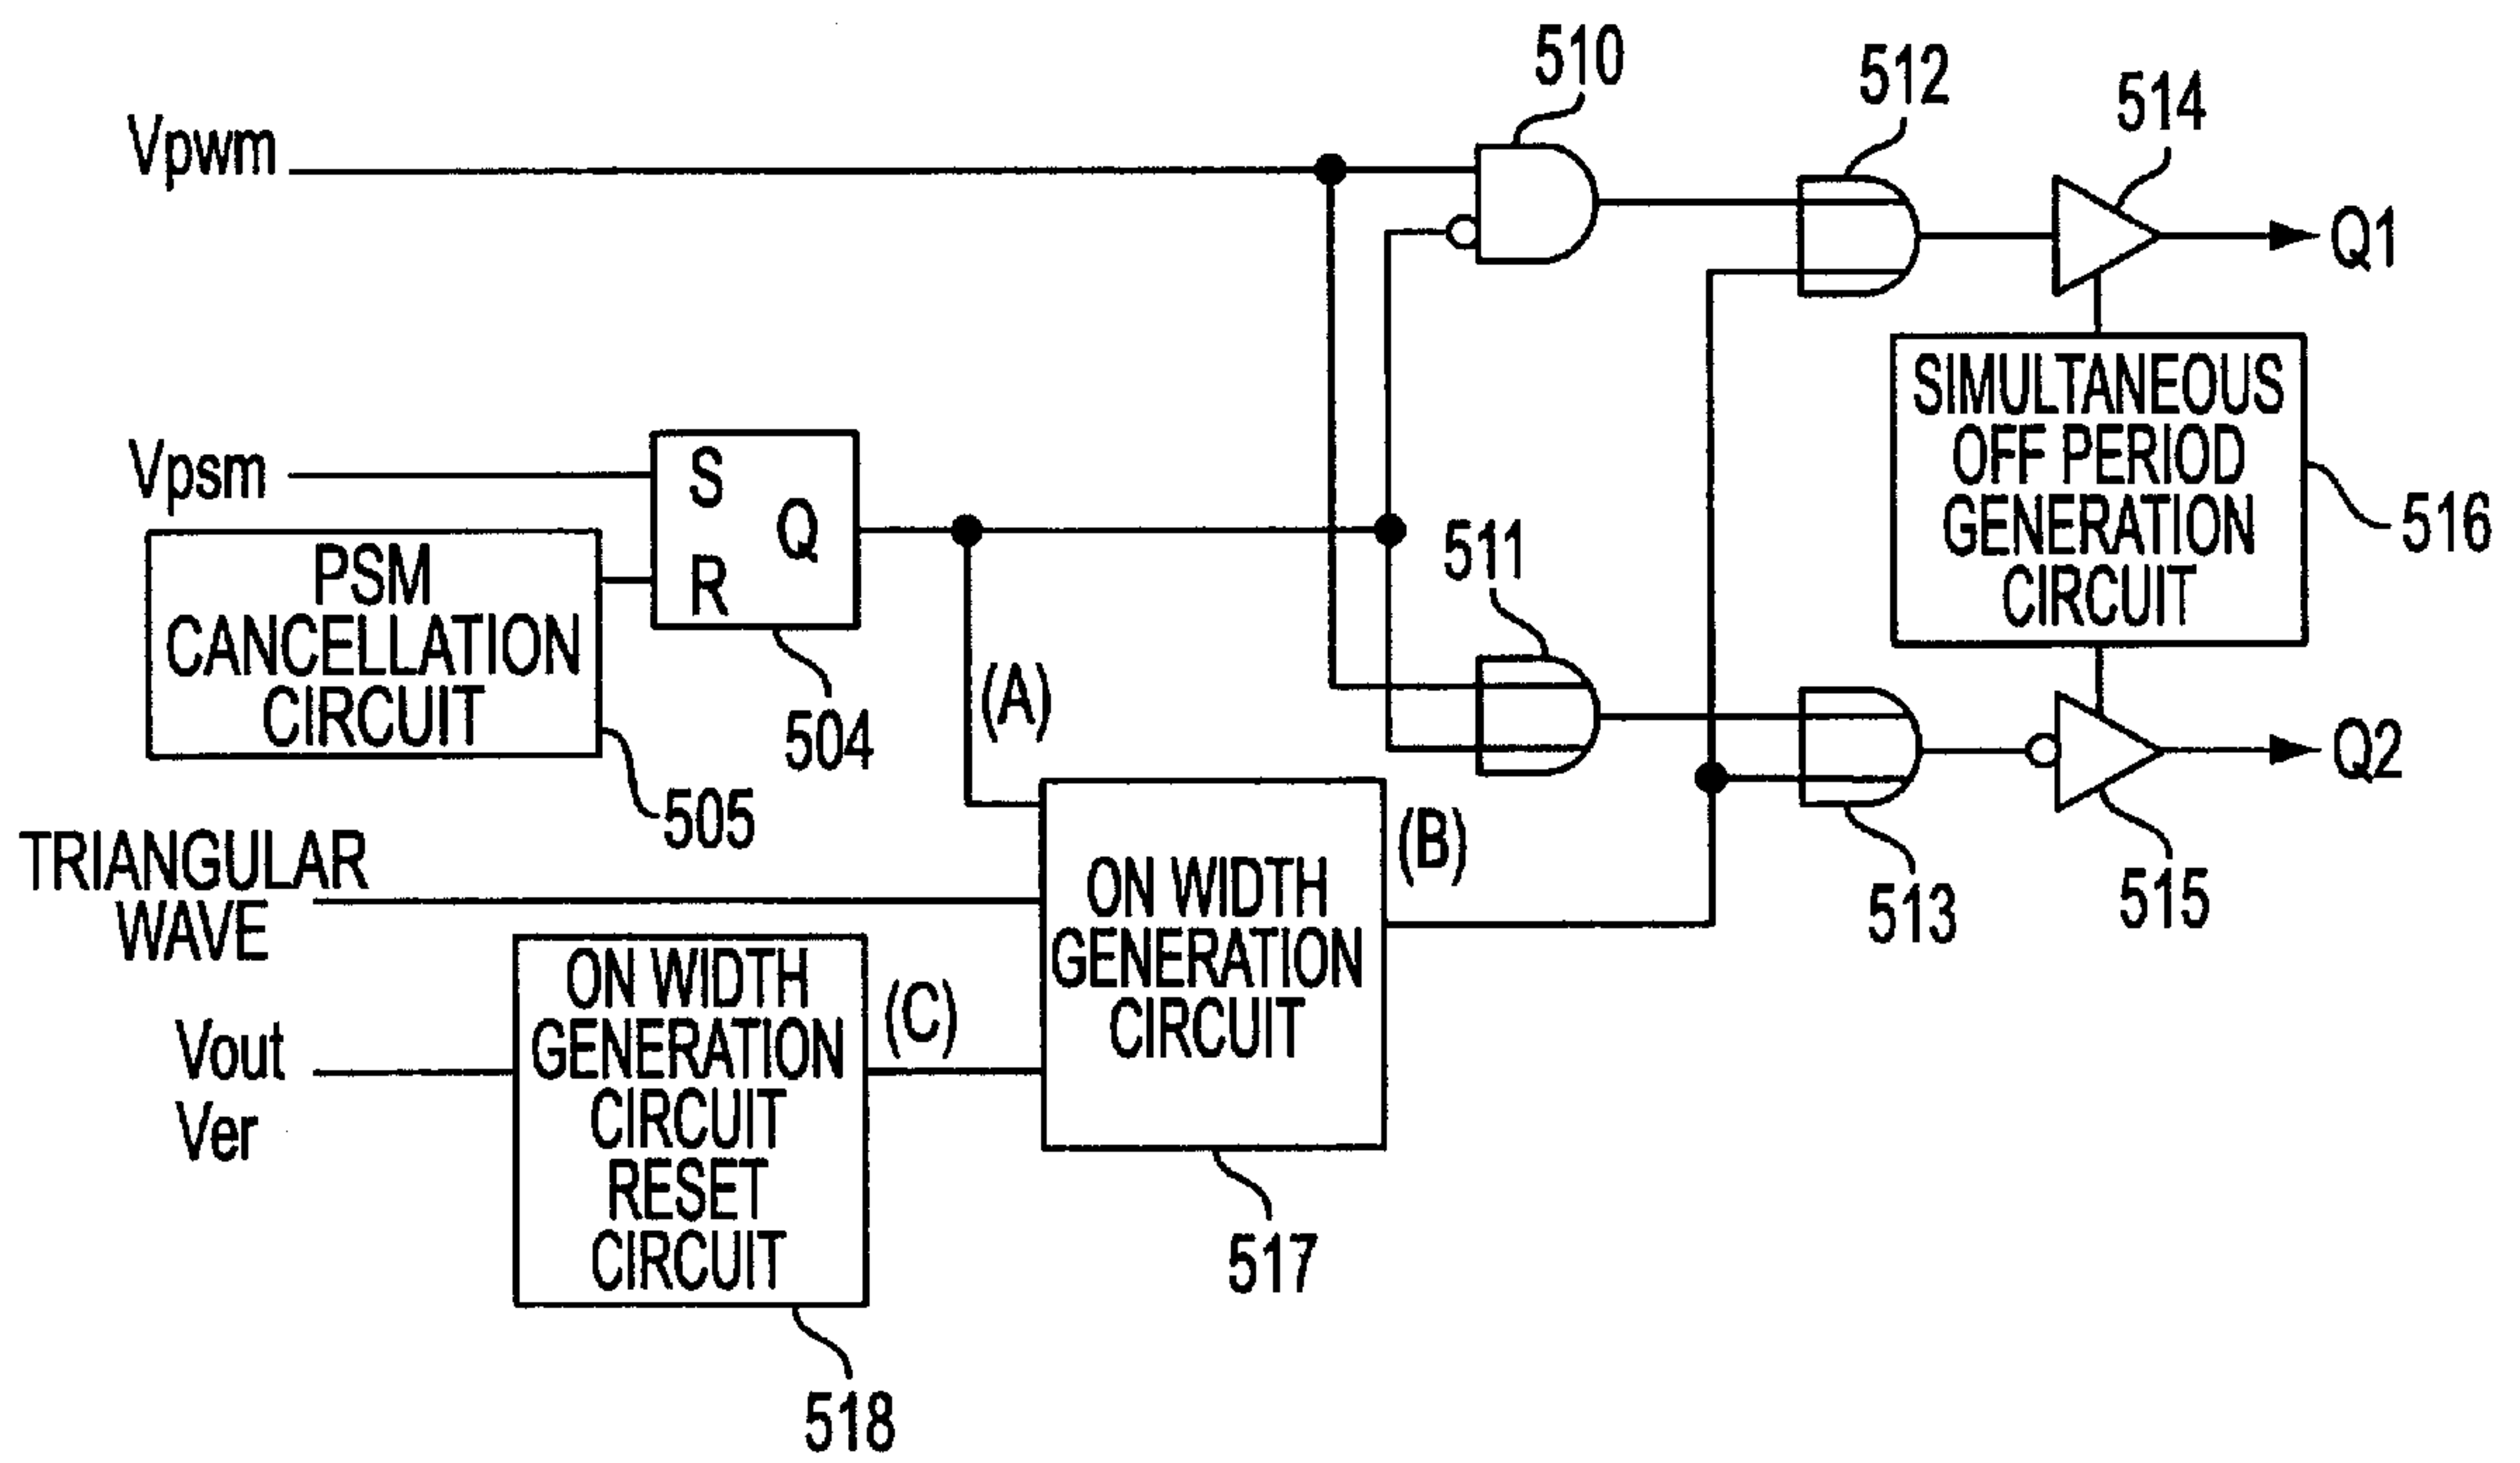 510
512
514
Vpwm
Q1
Vpsm
S
Q
R
PSM
CANCELLATION
CIRCUIT
504
505
(A)
511
SIMULTANEOUS
OFF PERIOD
GENERATION
CIRCUIT
516
Q2
513
515
TRIANGULAR
WAVE
ON WIDTH
GENERATION
CIRCUIT
(B)
517
Vout
Ver
ON WIDTH
GENERATION
CIRCUIT
RESET
CIRCUIT
(C)
518